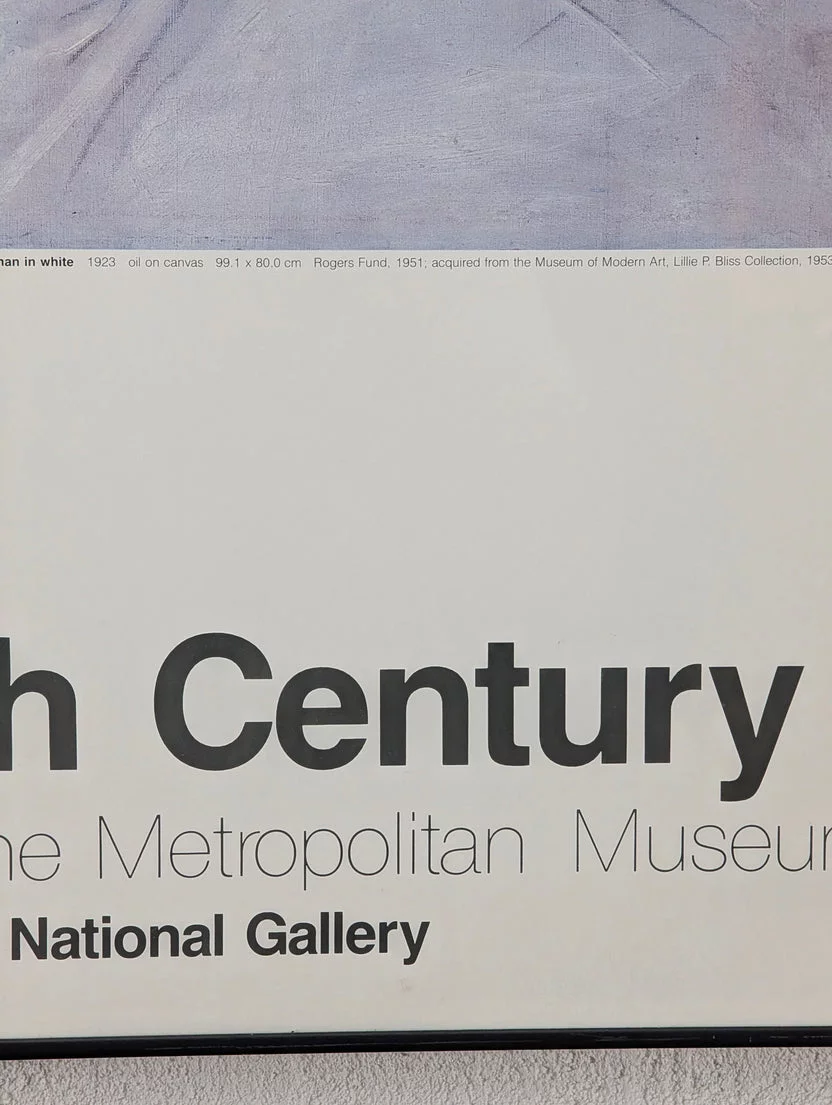 man in white 1923 oil on canvas 99.1 x 80.0 cm Rogers Fund, 1951; acquired from the Museum of Modern Art, Lillie P. Bliss Collection, 1953
h Century
he Metropolitan Museum
National Gallery